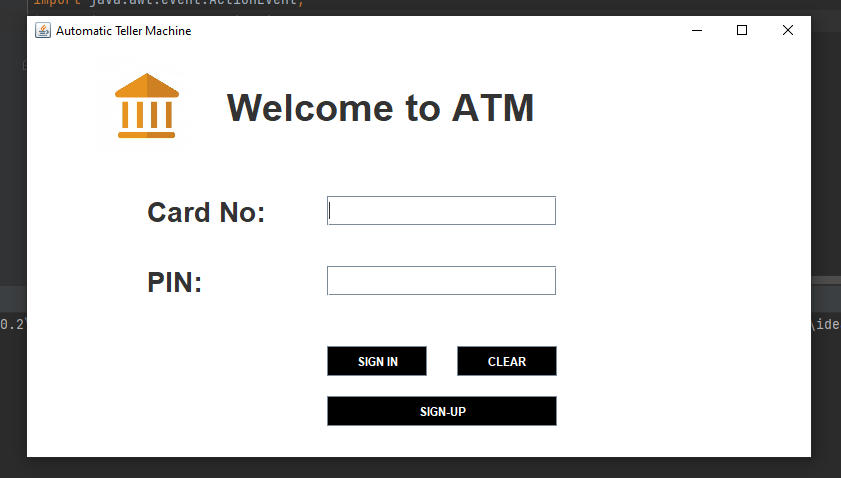 import java.awt.event.ActionEvent;
Automatic Teller Machine
Welcome to ATM
Card No:
PIN:
0.2\
\ide
SIGN IN
CLEAR
SIGN-UP